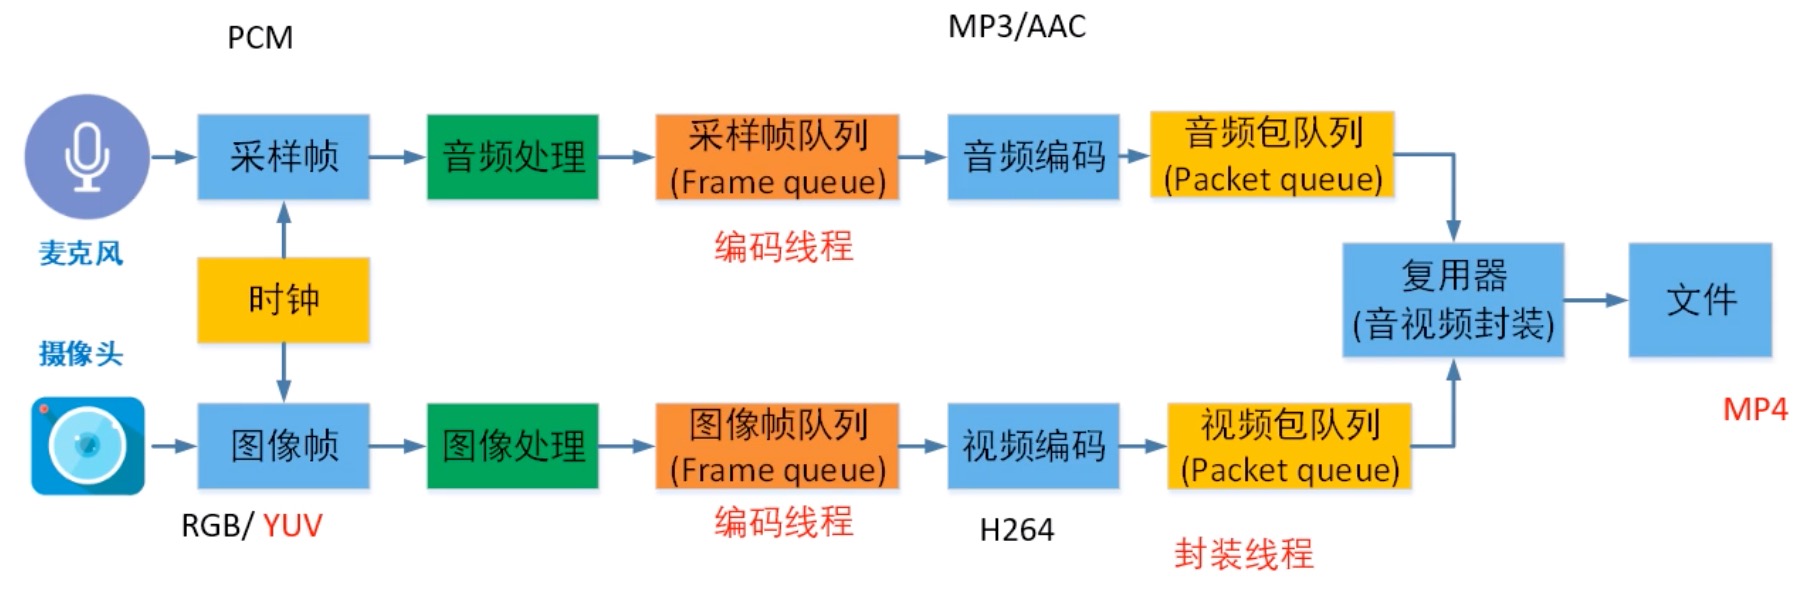 PCM
MP3/AAC
采样帧
音频处理
采样帧队列
(Frame queue)
音频编码
音频包队列
(Packet queue)
麦克风
编码线程
时钟
复用器
(音视频封装)
文件
摄像头
MP4
图像帧
图像处理
图像帧队列
(Frame queue)
视频编码
视频包队列
(Packet queue)
RGB/ YUV
编码线程
H264
封装线程